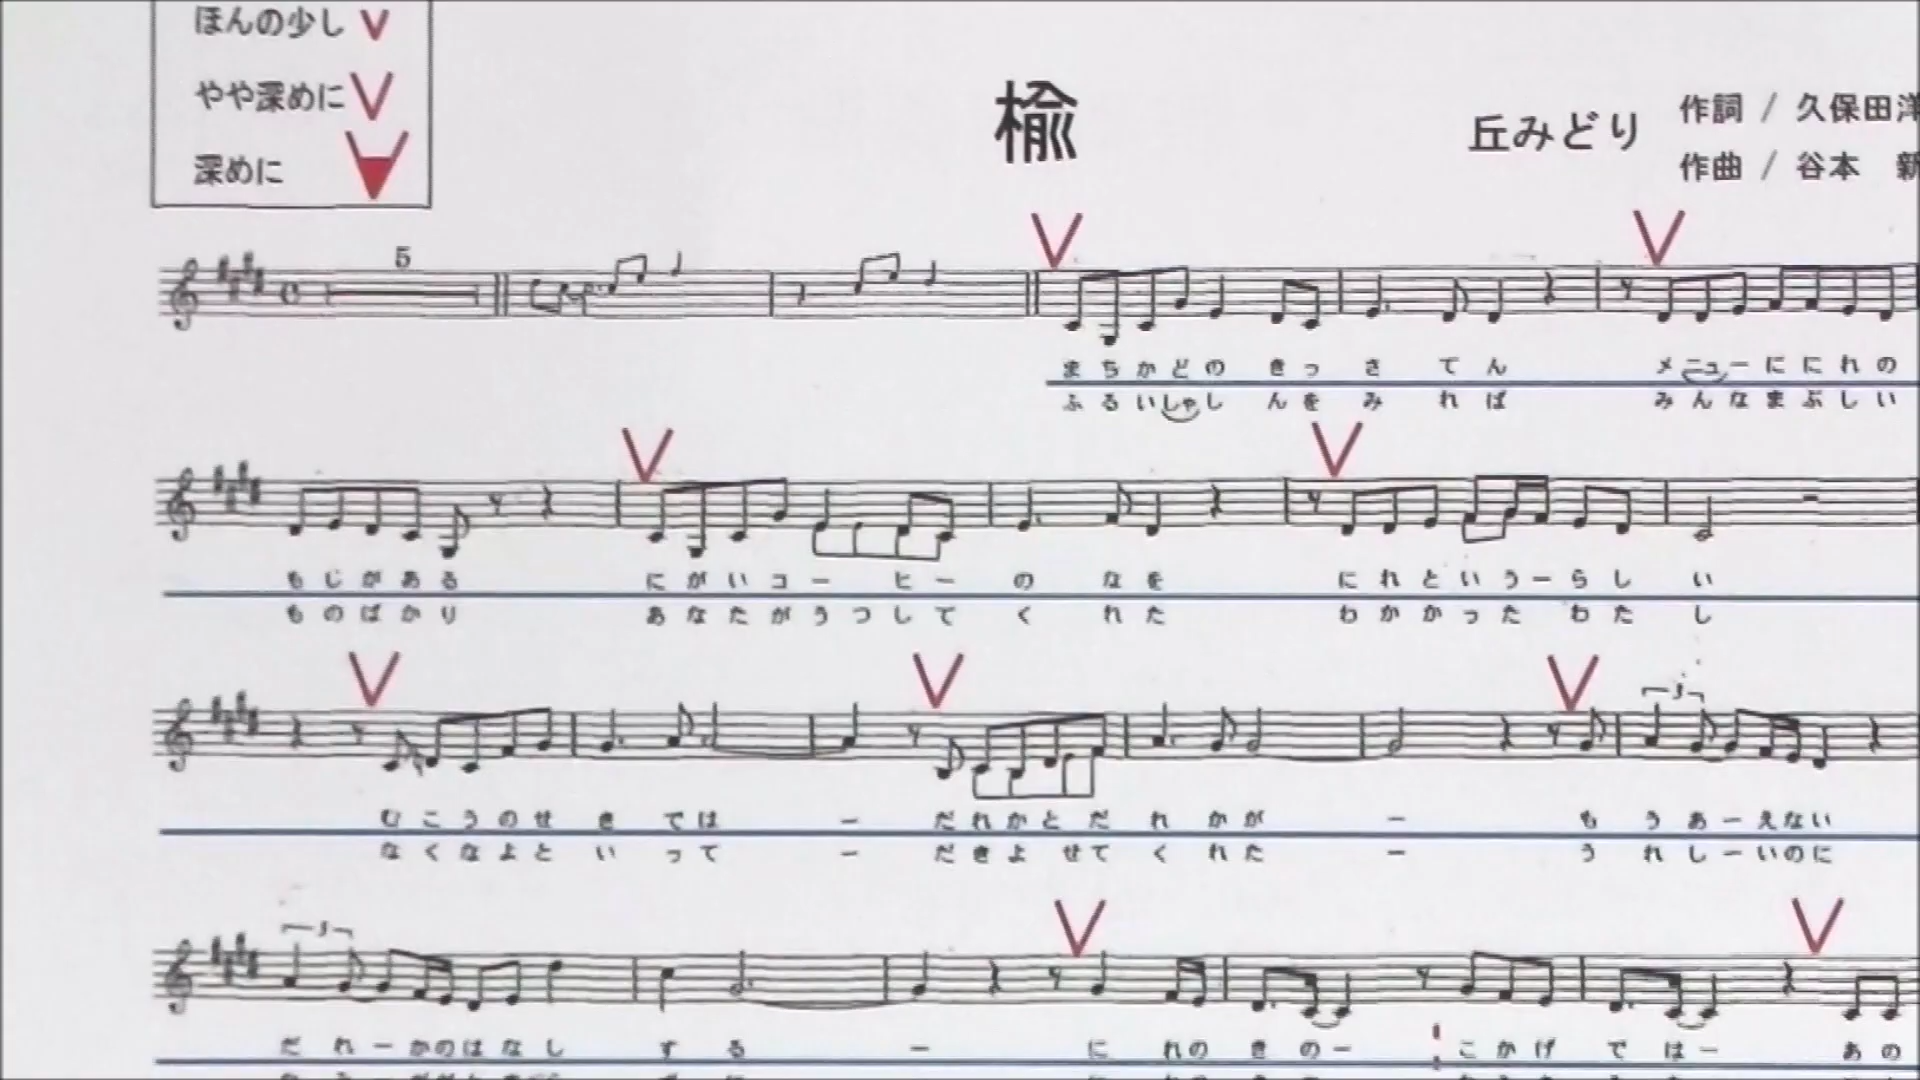 ほんの少し V
やや深めに V
深めに
楡
丘みどり
作詞 / 久保田洋
作曲 / 谷本 新
5
まちかどの きっ さ てん メニューににれの
ふるいしゃし んを み れば みんなまぶしい
もじがある にがいコー ヒー の なを にれというーらし い
ものばかり あなたがうつして く れた わかかった わた し
3
むこうのせ き ては ー だれかとだ れ かが ー も うあーえない
なくなよと い って ー だきよ せて く れた ー う れしーいのに
3
だ れーかのはなし す る ー に れの きのー こかげ で はー あの